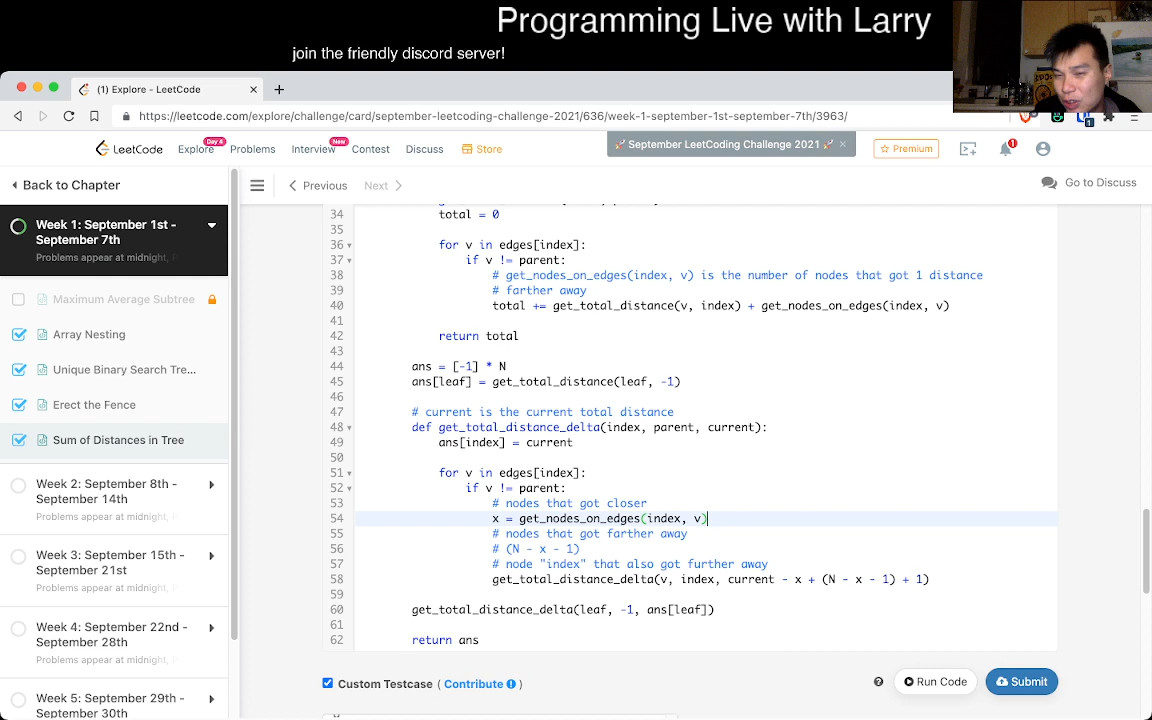 Programming Live with Larry
join the friendly discord server!
(1) Explore - LeetCode
https://leetcode.com/explore/challenge/card/september-leetcoding-challenge-2021/636/week-1-september-1st-september-7th/3963/
LeetCode
Explore
Day 4
Problems
Interview
New
Contest
Discuss
Store
🚀 September LeetCoding Challenge 2021 🚀
Premium
1
1
Back to Chapter
Previous
Next
Go to Discuss
Week 1: September 1st -
September 7th
Problems appear at midnight,
Maximum Average Subtree
Array Nesting
Unique Binary Search Tre...
Erect the Fence
Sum of Distances in Tree
Week 2: September 8th -
September 14th
Problems appear at midnight,
Week 3: September 15th -
September 21st
Problems appear at midnight,
Week 4: September 22nd -
September 28th
Problems appear at midnight,
Week 5: September 29th -
September 30th
34 total = 0
35
36 for v in edges[index]:
37 if v != parent:
38 # get_nodes_on_edges(index, v) is the number of nodes that got 1 distance
39 # farther away
40 total += get_total_distance(v, index) + get_nodes_on_edges(index, v)
41
42 return total
43
44 ans = [-1] * N
45 ans[leaf] = get_total_distance(leaf, -1)
46
47 # current is the current total distance
48 def get_total_distance_delta(index, parent, current):
49 ans[index] = current
50
51 for v in edges[index]:
52 if v != parent:
53 # nodes that got closer
54 x = get_nodes_on_edges(index, v)
55 # nodes that got farther away
56 # (N - x - 1)
57 # node "index" that also got further away
58 get_total_distance_delta(v, index, current - x + (N - x - 1) + 1)
59
60 get_total_distance_delta(leaf, -1, ans[leaf])
61
62 return ans
Custom Testcase ( Contribute )
Run Code
Submit